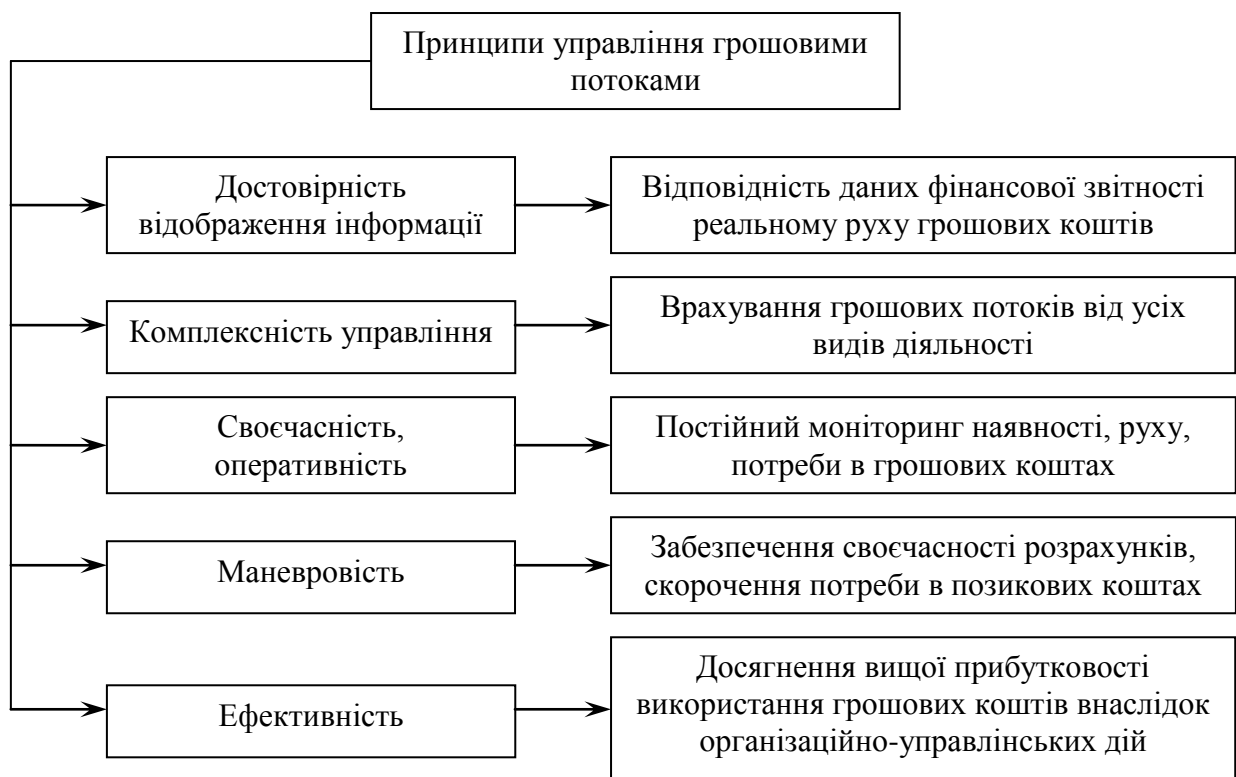 Принципи управління грошовими
потоками
Достовірність
відображення інформації
Відповідність даних фінансової звітності
реальному руху грошових коштів
Комплексність управління
Врахування грошових потоків від усіх
видів діяльності
Своєчасність,
оперативність
Постійний моніторинг наявності, руху,
потреби в грошових коштах
Маневровість
Забезпечення своєчасності розрахунків,
скорочення потреби в позикових коштах
Ефективність
Досягнення вищої прибутковості
використання грошових коштів внаслідок
організаційно-управлінських дій